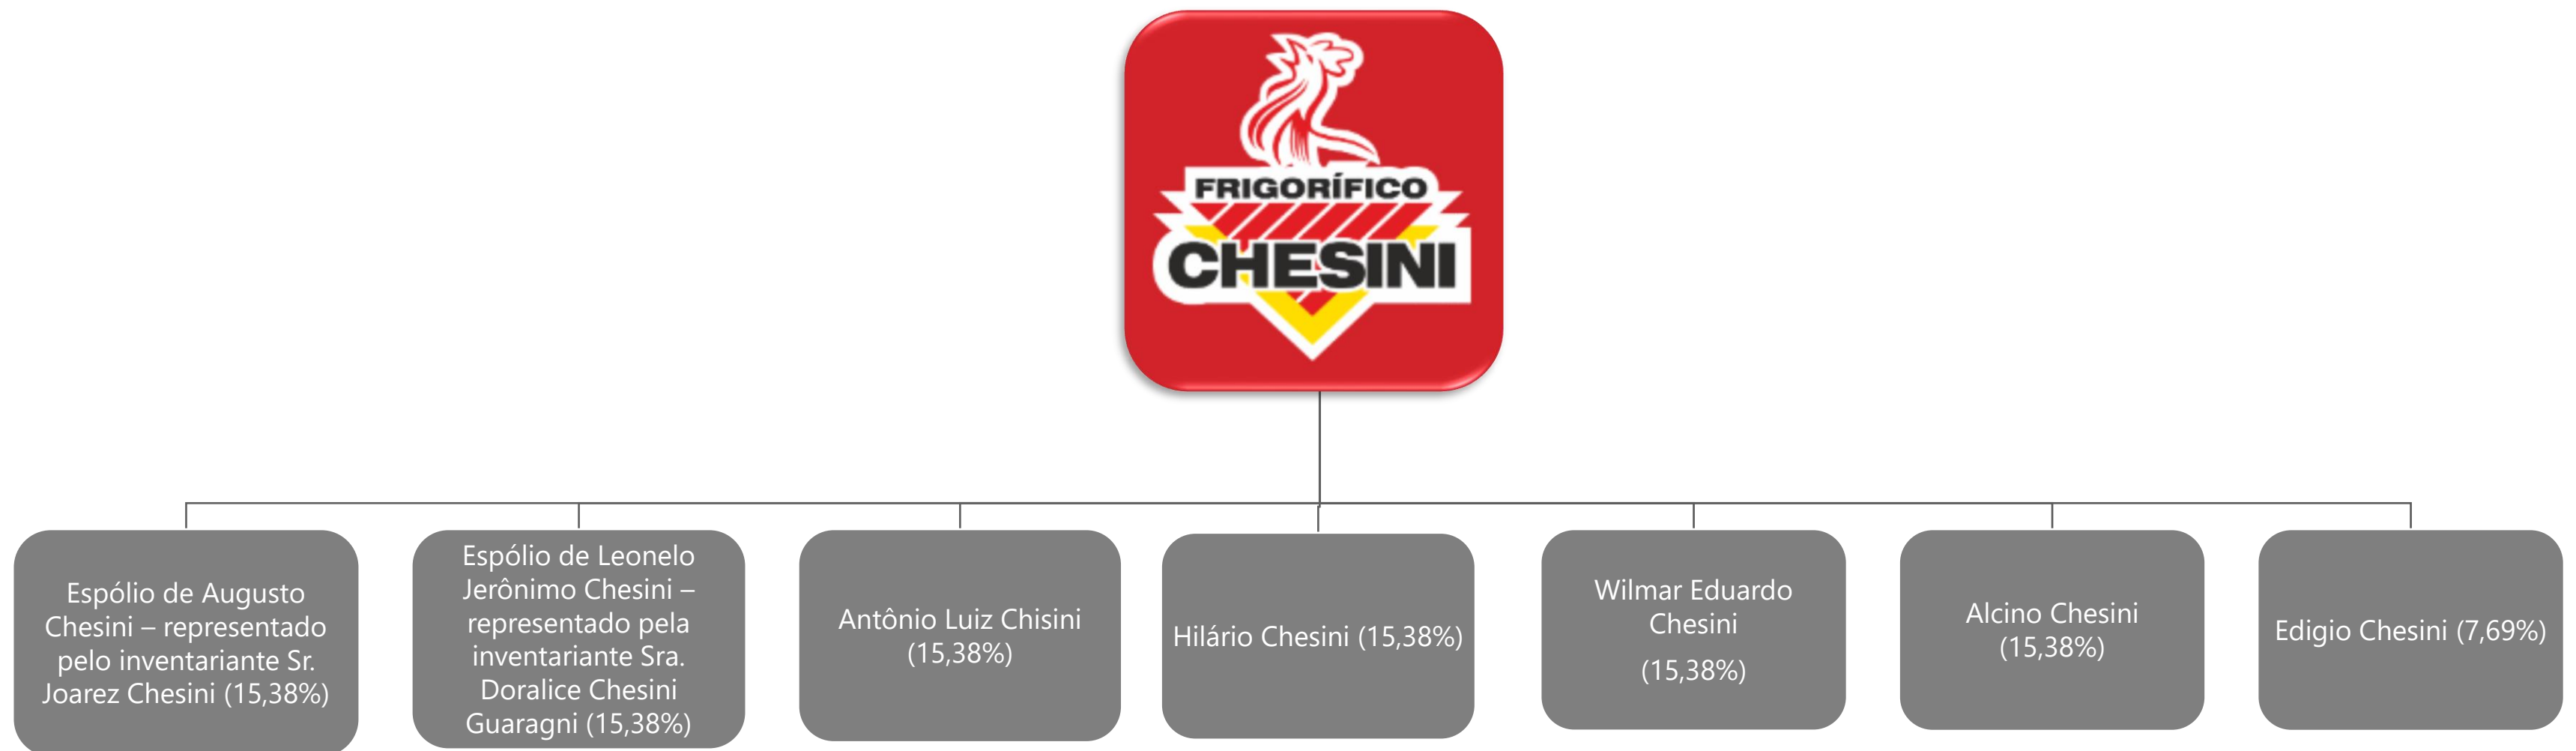 FRIGORÍFICO
CHESINI
Espólio de Augusto
Chesini – representado
pelo inventariante Sr.
Joarez Chesini (15,38%)
Espólio de Leonelo
Jerônimo Chesini –
representado pela
inventariante Sra.
Doralice Chesini
Guaragni (15,38%)
Antônio Luiz Chisini
(15,38%)
Hilário Chesini (15,38%)
Wilmar Eduardo
Chesini
(15,38%)
Alcino Chesini
(15,38%)
Edigio Chesini (7,69%)